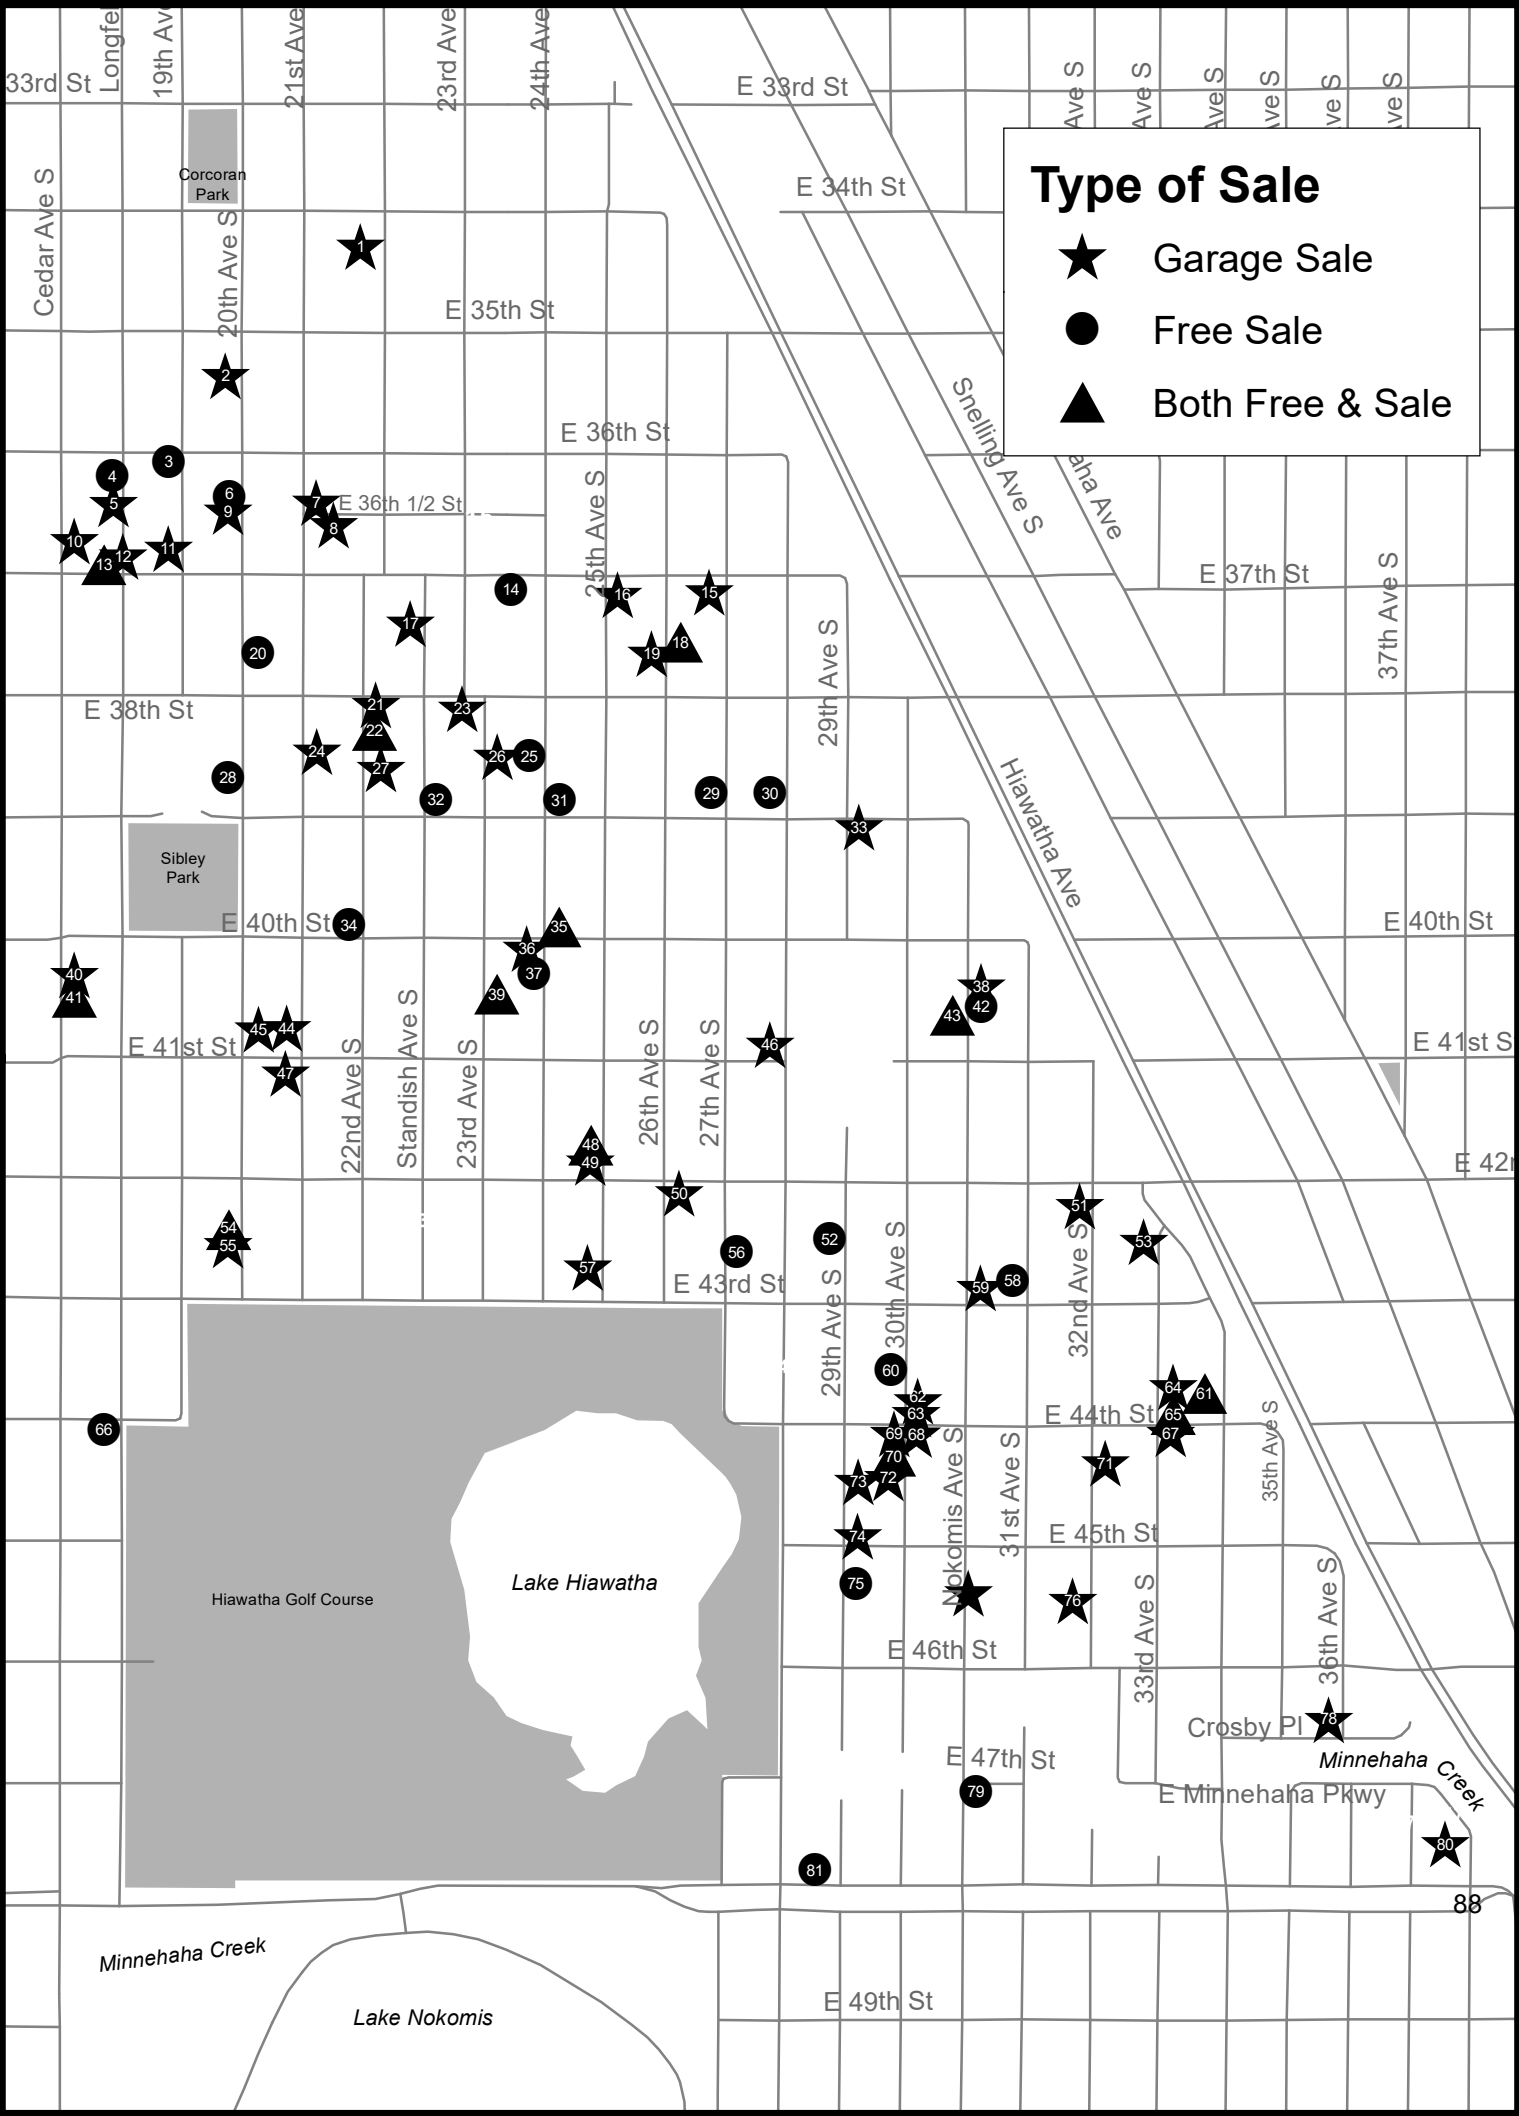 Longfel
19th Av
21st Ave
23rd Ave
24th Ave
33rd St
E 33rd St
Ave S
Ave S
Ave S
Ave S
ve S
Ave S
Corcoran
Park
E 34th St
Type of Sale
Garage Sale
Free Sale
Both Free & Sale
Cedar Ave S
20th Ave S
1
E 35th St
2
Snelling Ave S
aha Ave
E 36th St
3
4
5
6
9
7
E 36th 1/2 St
8
10
11
12
13
25th Ave S
14
16
15
E 37th St
37th Ave S
17
18
19
20
29th Ave S
E 38th St
21
22
23
24
26
25
27
28
32
31
29
30
Hiawatha Ave
33
Sibley
Park
E 40th St
34
35
36
37
E 40th St
40
41
39
38
42
43
45
44
E 41st St
47
22nd Ave S
Standish Ave S
23rd Ave S
26th Ave S
27th Ave S
46
E 41st S
48
49
50
E 42n
51
53
54
55
56
52
57
E 43rd St
30th Ave S
29th Ave S
59
58
32nd Ave S
60
62
63
64
61
65
67
E 44th St
66
69
68
70
72
73
71
35th Ave S
Nokomis Ave S
31st Ave S
74
E 45th St
75
76
Lake Hiawatha
Hiawatha Golf Course
33rd Ave S
36th Ave S
E 46th St
78
Crosby Pl
E 47th St
Minnehaha Creek
79
E Minnehaha Pkwy
80
81
88
Minnehaha Creek
Lake Nokomis
E 49th St